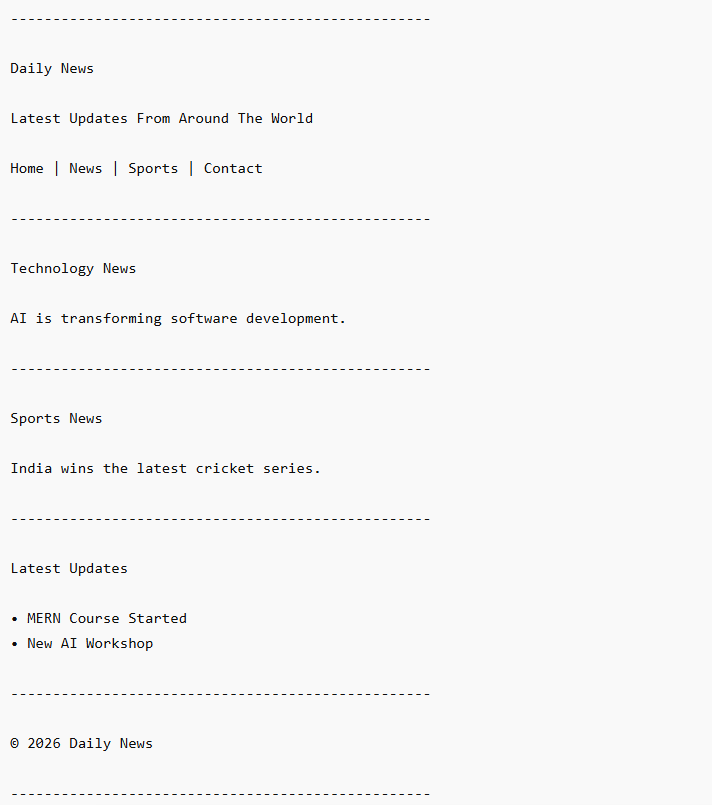 --------------------------------------------------
Daily News
Latest Updates From Around The World
Home | News | Sports | Contact
--------------------------------------------------
Technology News
AI is transforming software development.
--------------------------------------------------
Sports News
India wins the latest cricket series.
--------------------------------------------------
Latest Updates
• MERN Course Started
• New AI Workshop
--------------------------------------------------
© 2026 Daily News
--------------------------------------------------